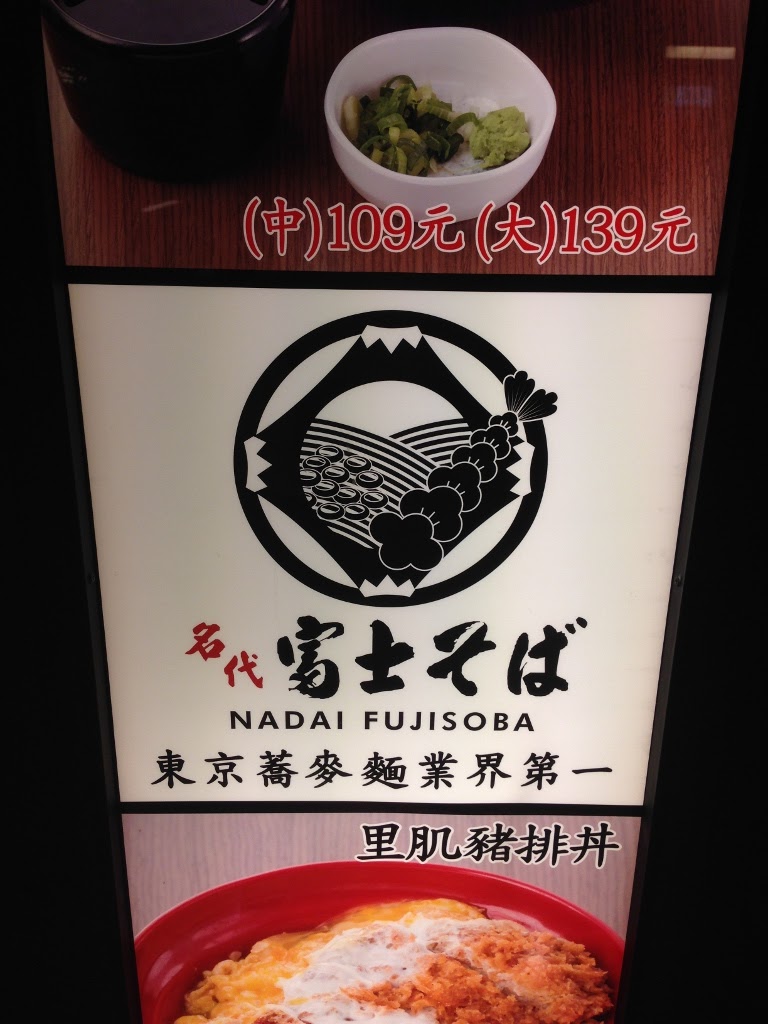 (中)109元 (大)139元
名代 富士そば
NADAI FUJISOBA
東京蕎麥麵業界第一
里肌豬排丼